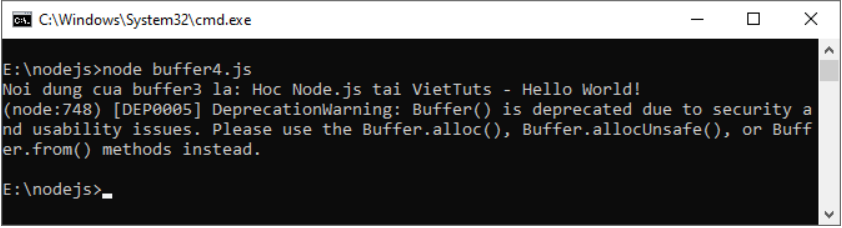 C:\Windows\System32\cmd.exe
E:\nodejs>node buffer4.js
Noi dung cua buffer3 la: Hoc Node.js tai VietTuts - Hello World!
(node:748) [DEP0005] DeprecationWarning: Buffer() is deprecated due to security a
nd usability issues. Please use the Buffer.alloc(), Buffer.allocUnsafe(), or Buff
er.from() methods instead.
E:\nodejs>